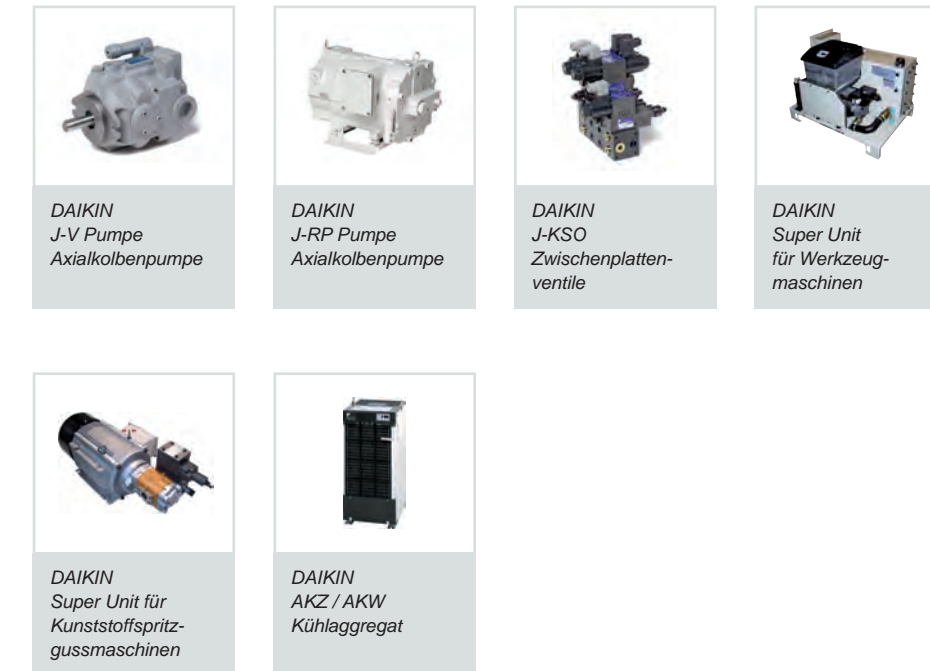 DAIKIN
J-V Pumpe
Axialkolbenpumpe
DAIKIN
J-RP Pumpe
Axialkolbenpumpe
DAIKIN
J-KSO
Zwischenplatten-
ventile
DAIKIN
Super Unit
für Werkzeug-
maschinen
DAIKIN
Super Unit für
Kunststoffspritz-
gussmaschinen
DAIKIN
AKZ / AKW
Kühlaggregat